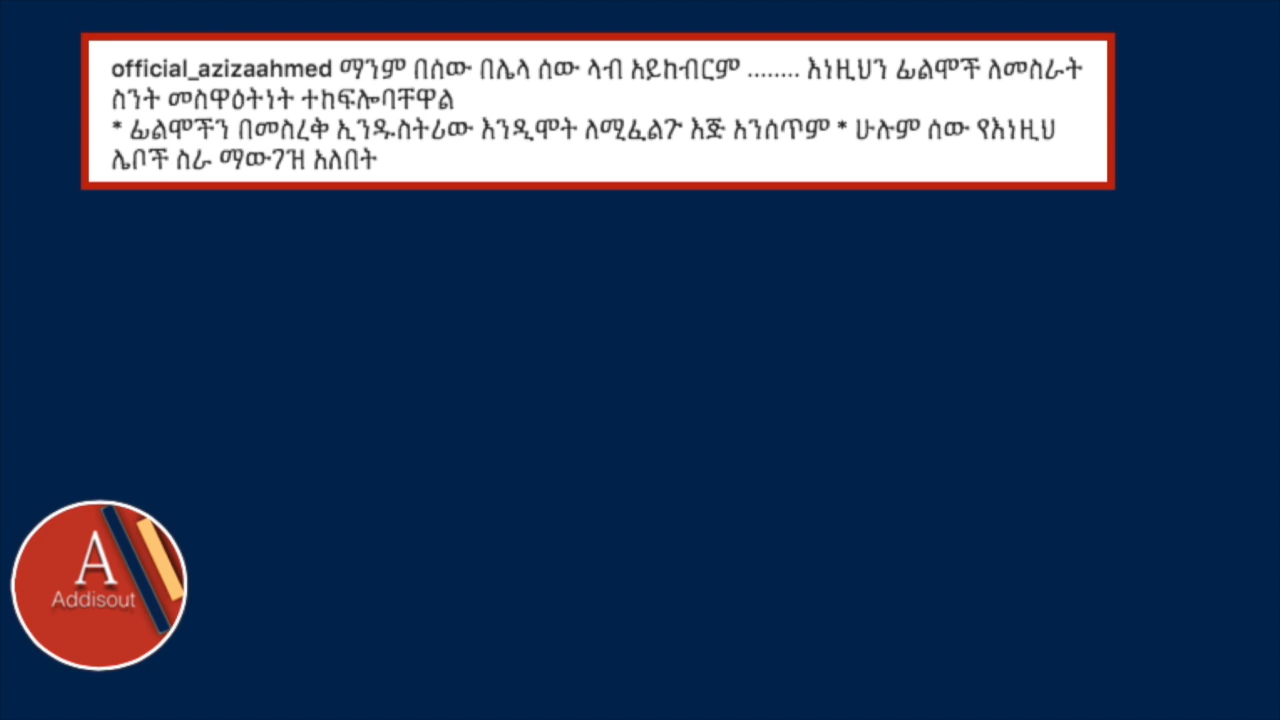 official_azizaahmed ማንም በሰው በሌላ ሰው ላብ አይከብርም ........ እነዚህን ፊልሞች ለመስራት
ስንት መስዋዕትነት ተከፍሎባቸዋል
* ፊልሞችን በመስረቅ ኢንዱስትሪው እንዲሞት ለሚፈልጉ እጅ አንሰጥም * ሁሉም ሰው የእነዚህ
ሌቦች ስራ ማውገዝ አለበት
A
Addisout